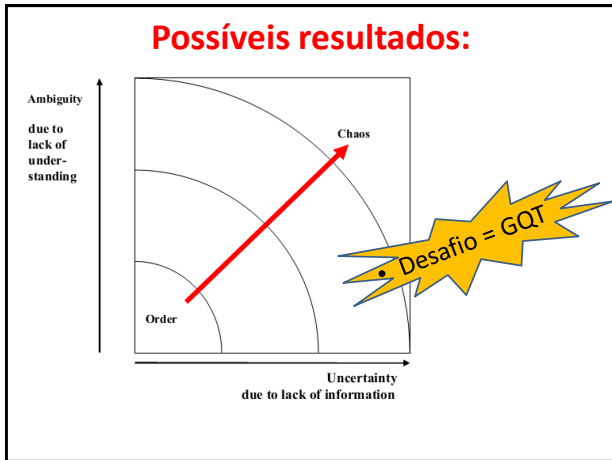 Possíveis resultados:
Ambiguity
due to
lack of
under-
standing
Chaos
• Desafio = GQT
Order
Uncertainty
due to lack of information